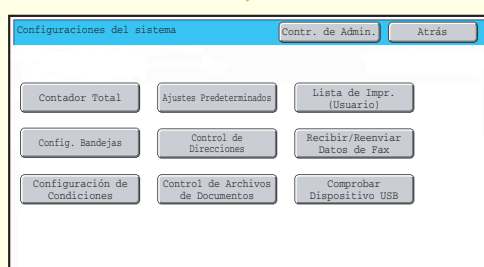 Configuraciones del sistema Contr. de Admin. Atrás
Contador Total Ajustes Predeterminados Lista de Impr.
(Usuario)
Config. Bandejas Control de
Direcciones Recibir/Reenviar
Datos de Fax
Configuración de
Condiciones Control de Archivos
de Documentos Comprobar
Dispositivo USB